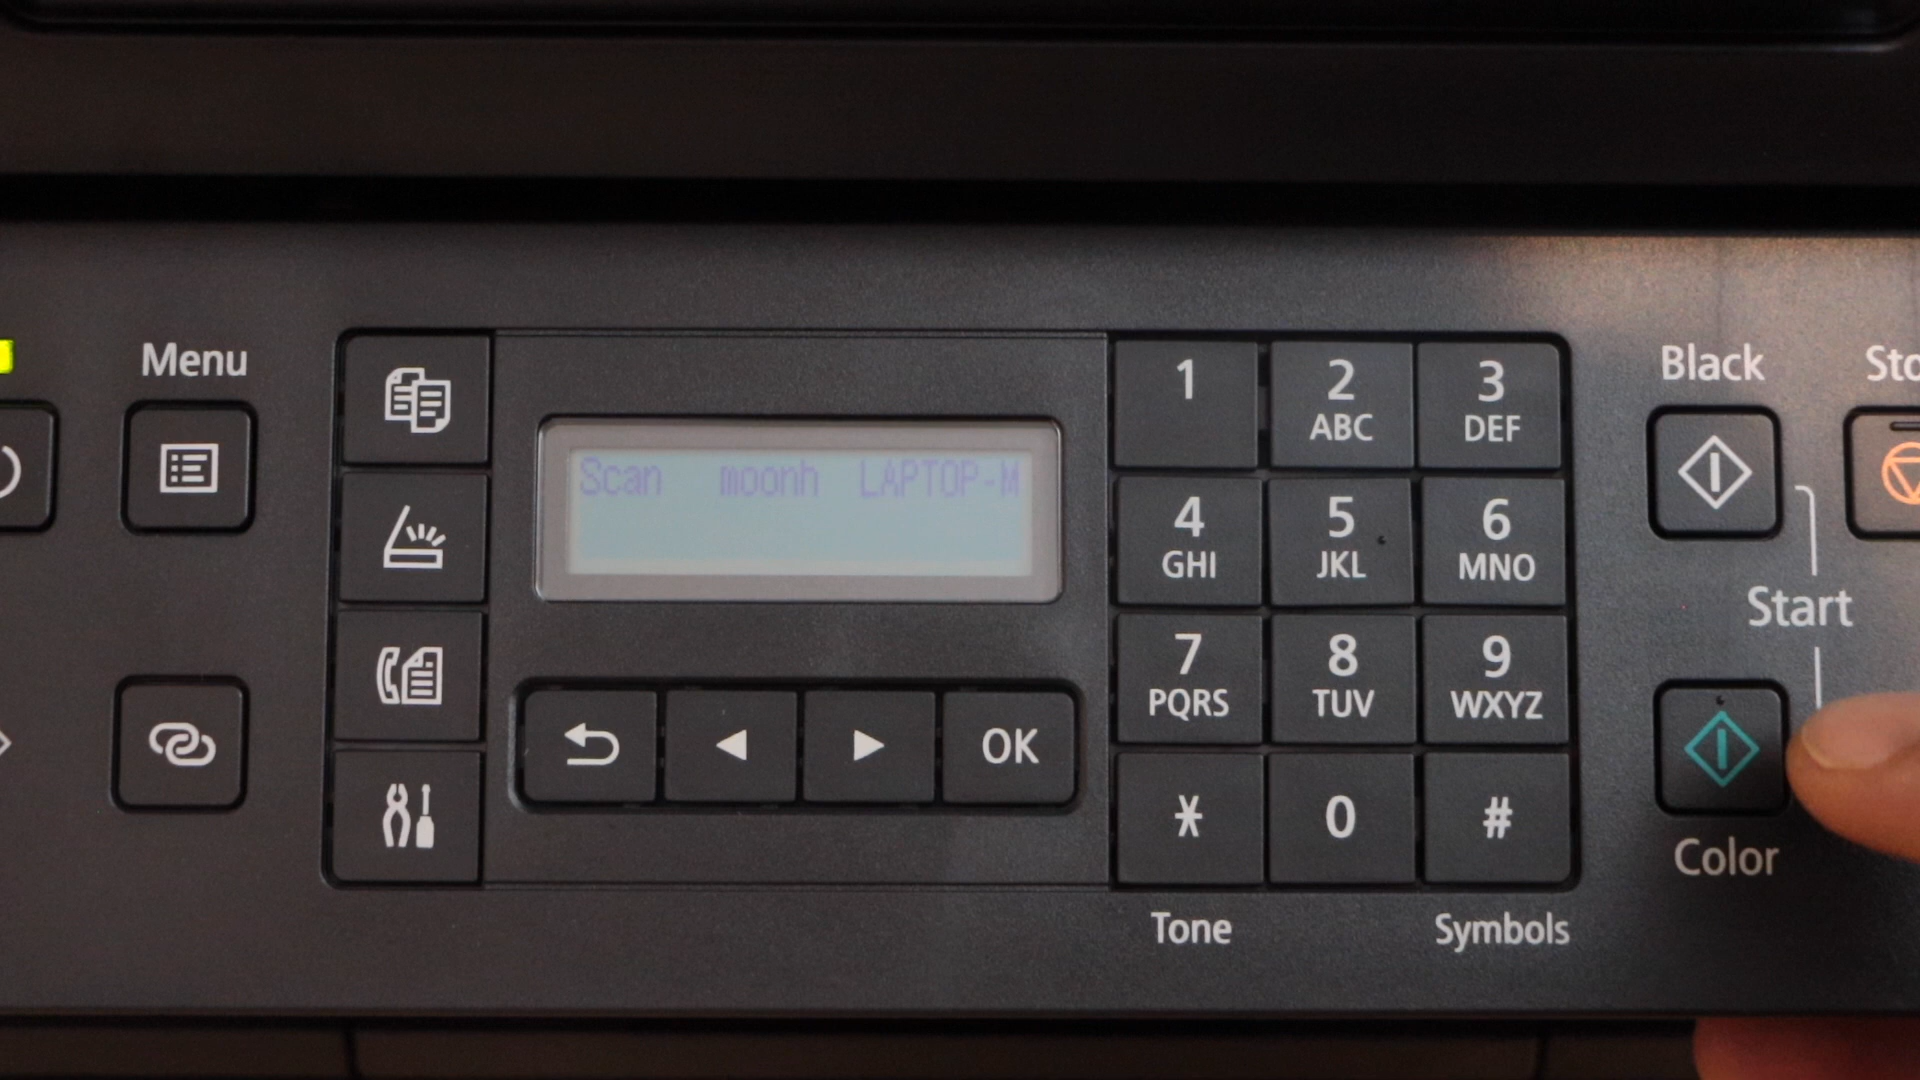 Menu
Scan moonh LAPTOP-M
1
2 ABC
3 DEF
4 GHI
5 JKL
6 MNO
7 PQRS
8 TUV
9 WXYZ
*
0
#
Tone
Symbols
OK
Black
Sto
Start
Color